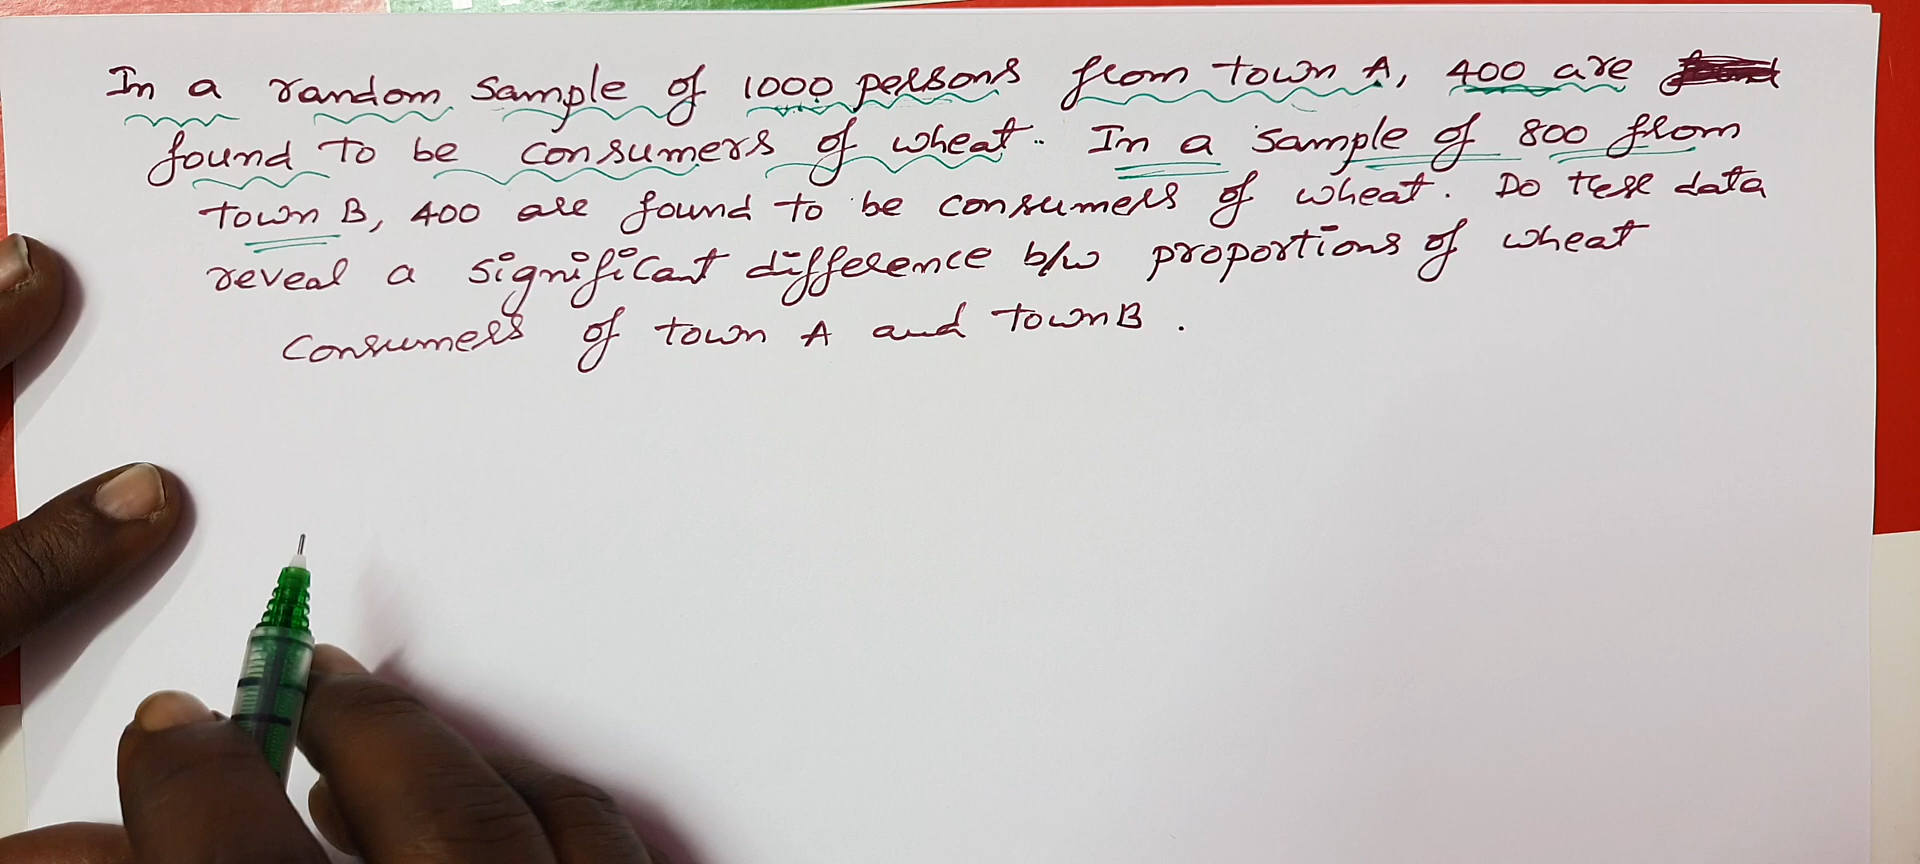 In a random sample of 1000 persons from town A, 400 are
found to be consumers of wheat. In a sample of 800 from
town B, 400 are found to be consumers of wheat. Do these data
reveal a significant difference b/w proportions of wheat
consumers of town A and town B.